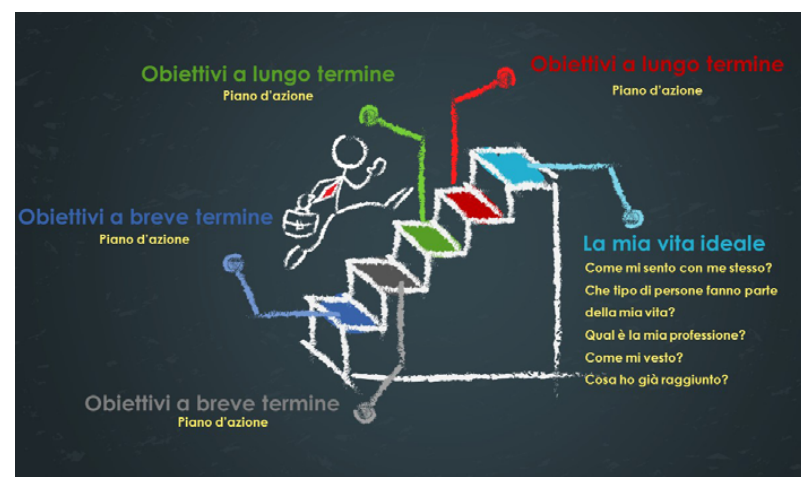 Obiettivi a lungo termine
Piano d'azione
Obiettivi a lungo termine
Piano d'azione
Obiettivi a breve termine
Piano d'azione
La mia vita ideale
Come mi sento con me stesso?
Che tipo di persone fanno parte
della mia vita?
Qual è la mia professione?
Come mi vesto?
Cosa ho già raggiunto?
Obiettivi a breve termine
Piano d'azione